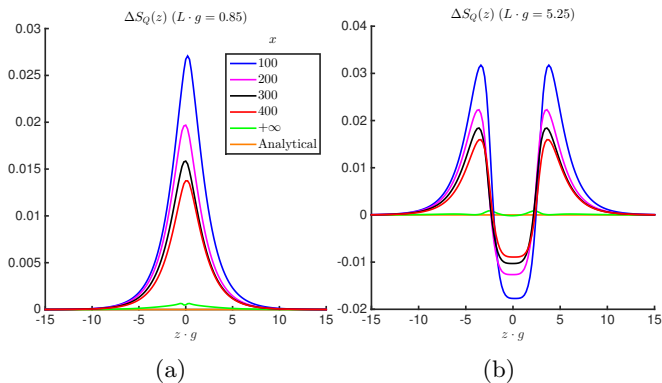 ΔS_Q(z) (L · g = 0.85)
0.03
0.025
0.02
0.015
0.01
0.005
0
-15 -10 -5 0 5 10 15
z · g
x
100
200
300
400
+∞
Analytical
(a)
ΔS_Q(z) (L · g = 5.25)
0.04
0.03
0.02
0.01
0
-0.01
-0.02
-15 -10 -5 0 5 10 15
z · g
(b)